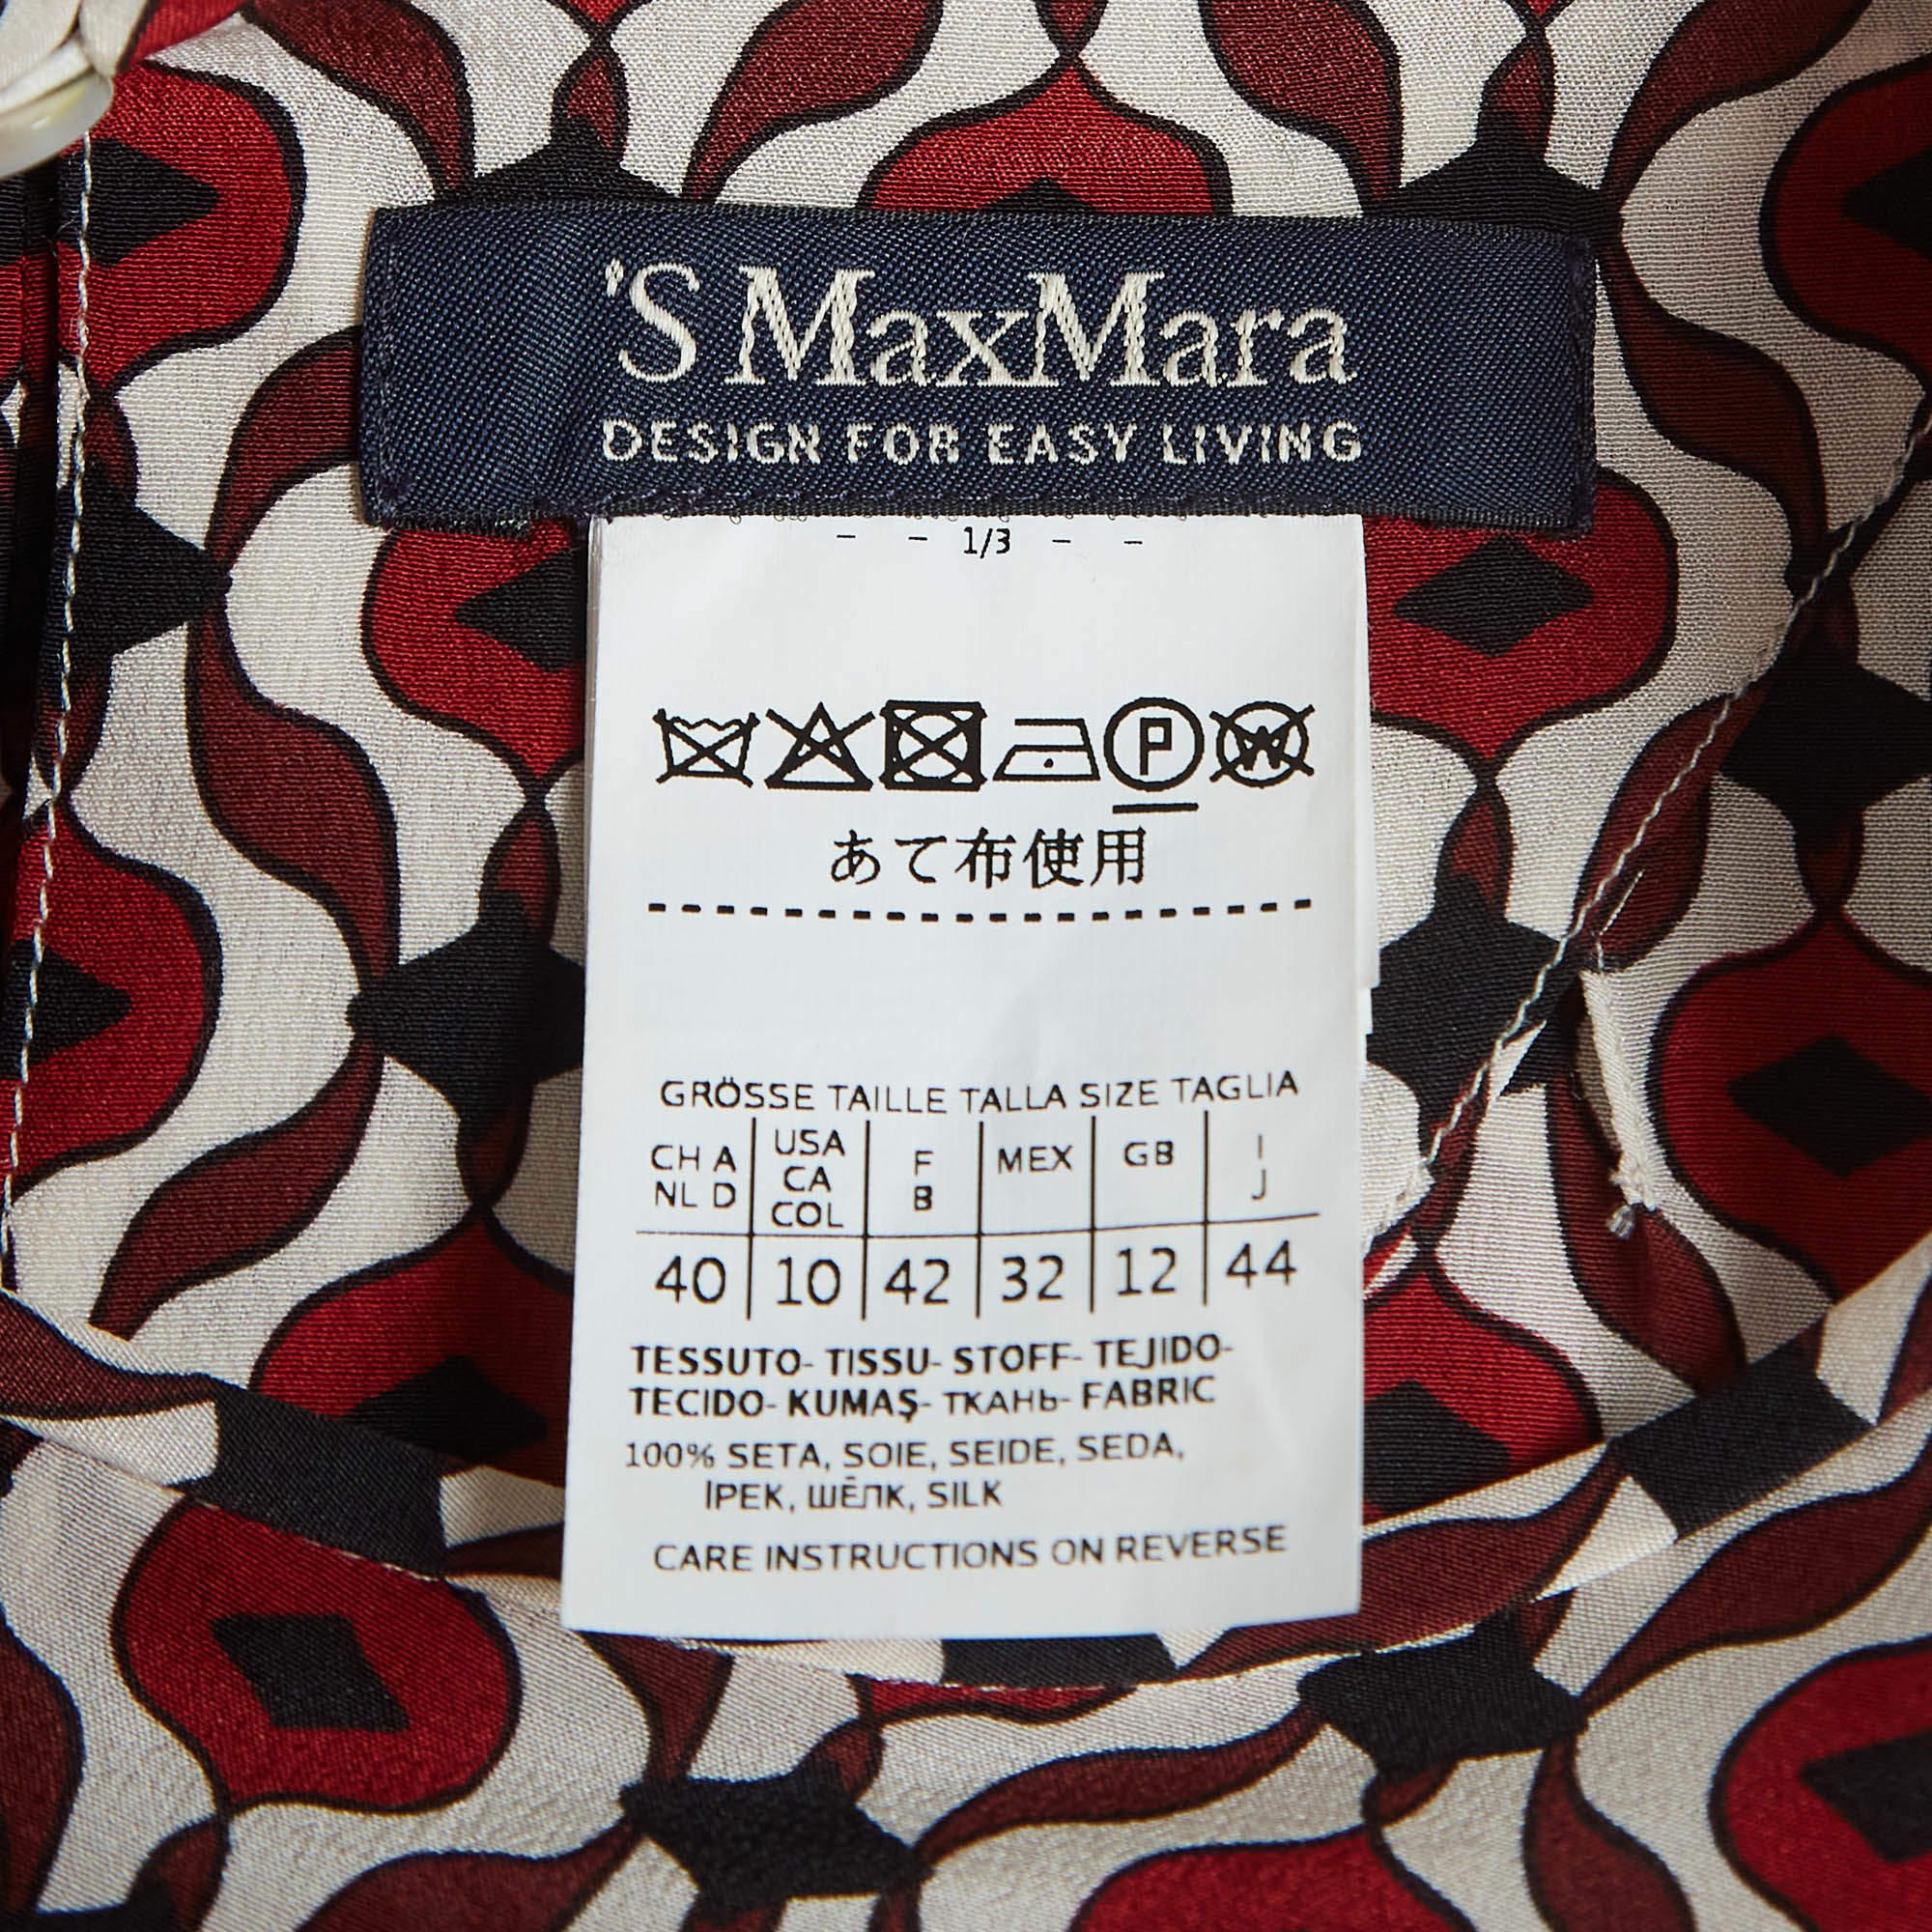 'S MaxMara
DESIGN FOR EASY LIVING
- - 1/3 - -
P W
あて布使用
GRÖSSE TAILLE TALLA SIZE TAGLIA
CH A NL D USA CA COL F B MEX GB I J
40 10 42 32 12 44
TESSUTO- TISSU- STOFF- TEJIDO-
TECIDO- KUMAŞ- ТКАНЬ- FABRIC
100% SETA, SOIE, SEIDE, SEDA,
İPEK, ШЁЛК, SILK
CARE INSTRUCTIONS ON REVERSE